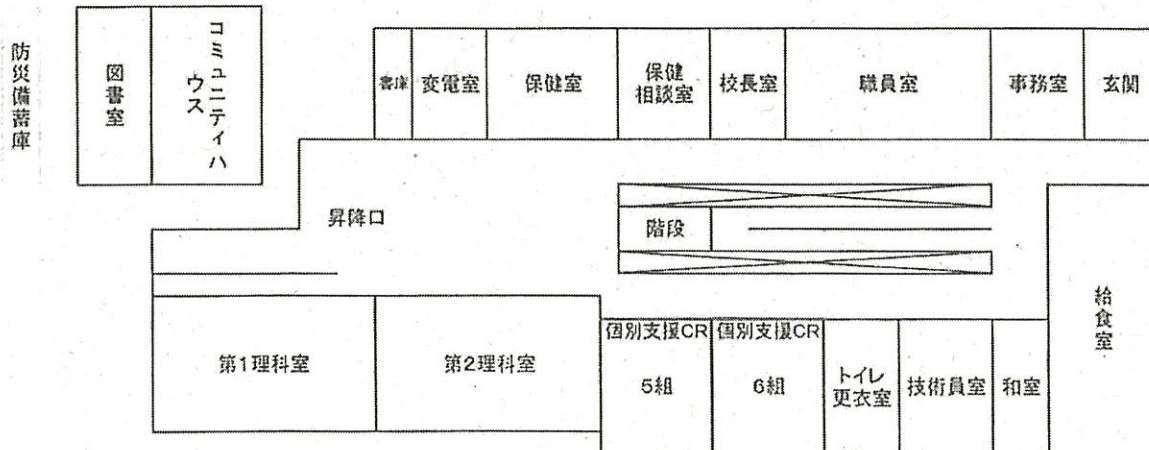 防災備蓄庫
図書室
コミュニティハ
ウス
書庫
変電室
保健室
保健
相談室
校長室
職員室
事務室
玄関
昇降口
階段
給食室
第1理科室
第2理科室
個別支援CR
5組
個別支援CR
6組
トイレ
更衣室
技術員室
和室